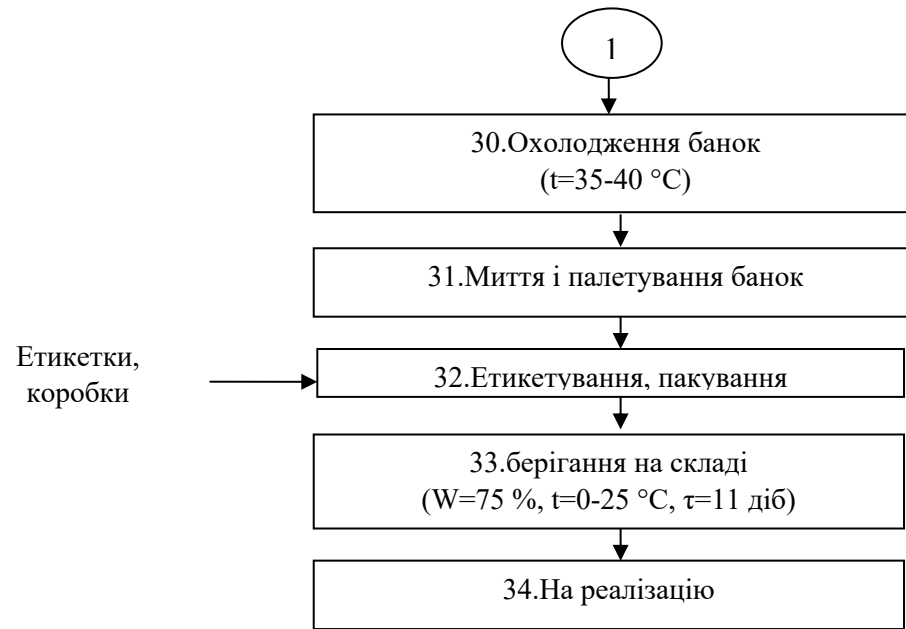 1
30.Охолодження банок
(t=35-40 °С)
31.Миття і палетування банок
Етикетки,
коробки
32.Етикетування, пакування
33.берігання на складі
(W=75 %, t=0-25 °С, τ=11 діб)
34.На реалізацію